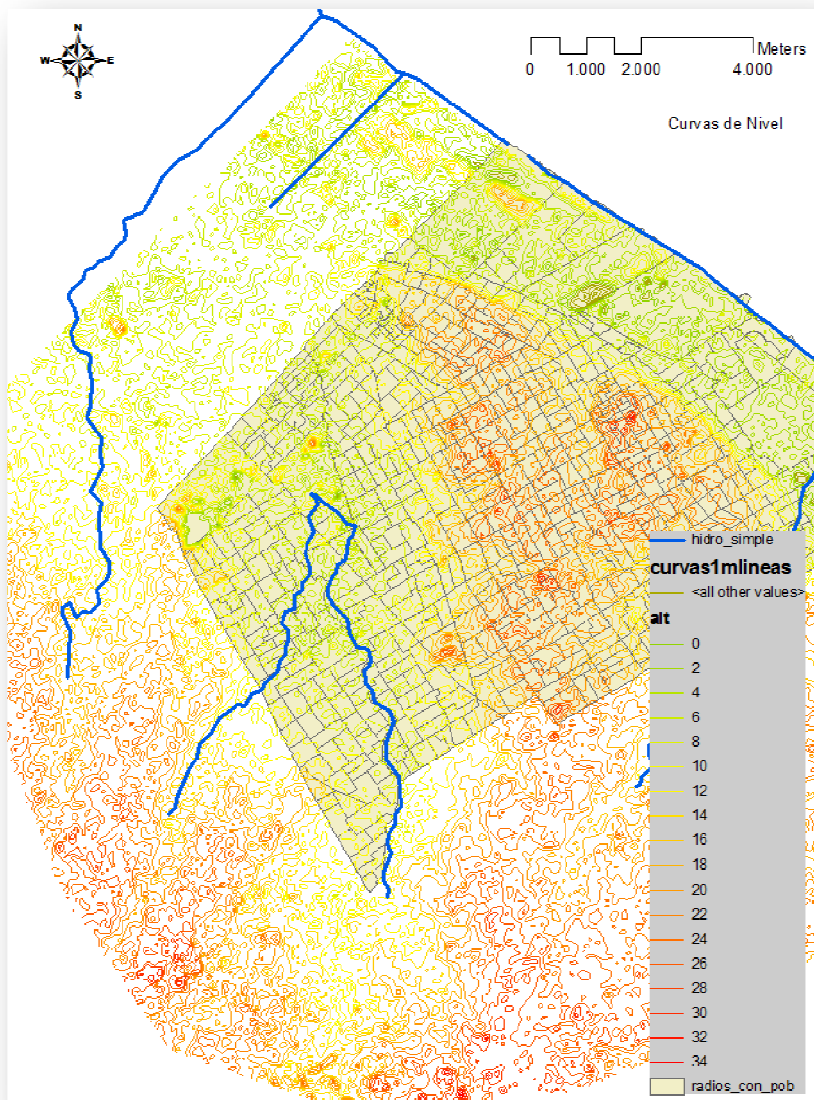 N
W E
S
Meters
0 1.000 2.000 4.000
Curvas de Nivel
hidro_simple
curvas1mlineas
<all other values>
alt
0
2
4
6
8
10
12
14
16
18
20
22
24
26
28
30
32
34
radios_con_pob